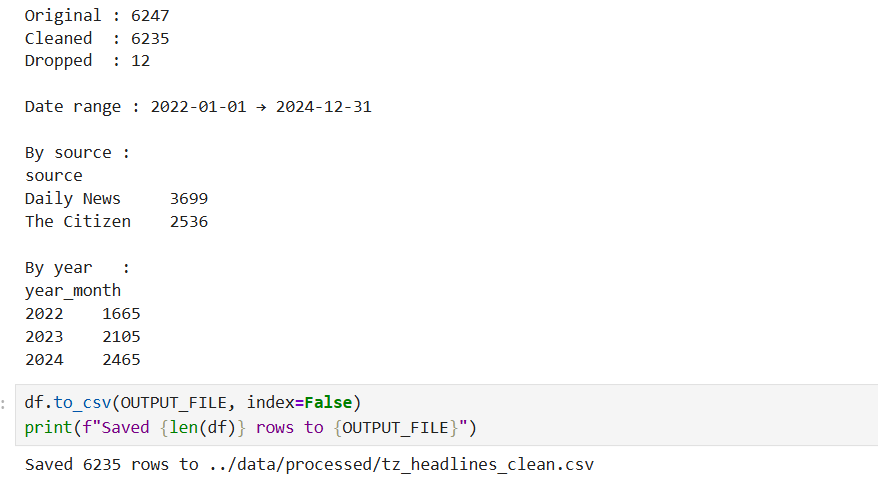 Original : 6247
Cleaned  : 6235
Dropped  : 12
Date range : 2022-01-01 → 2024-12-31
By source :
source
Daily News     3699
The Citizen    2536
By year   :
year_month
2022    1665
2023    2105
2024    2465
:
df.to_csv(OUTPUT_FILE, index=False)
print(f"Saved {len(df)} rows to {OUTPUT_FILE}")
Saved 6235 rows to ../data/processed/tz_headlines_clean.csv